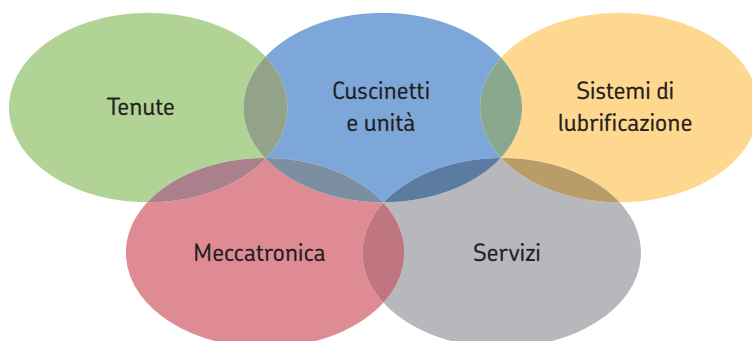 Tenute
Cuscinetti
e unità
Sistemi di
lubrificazione
Meccatronica
Servizi